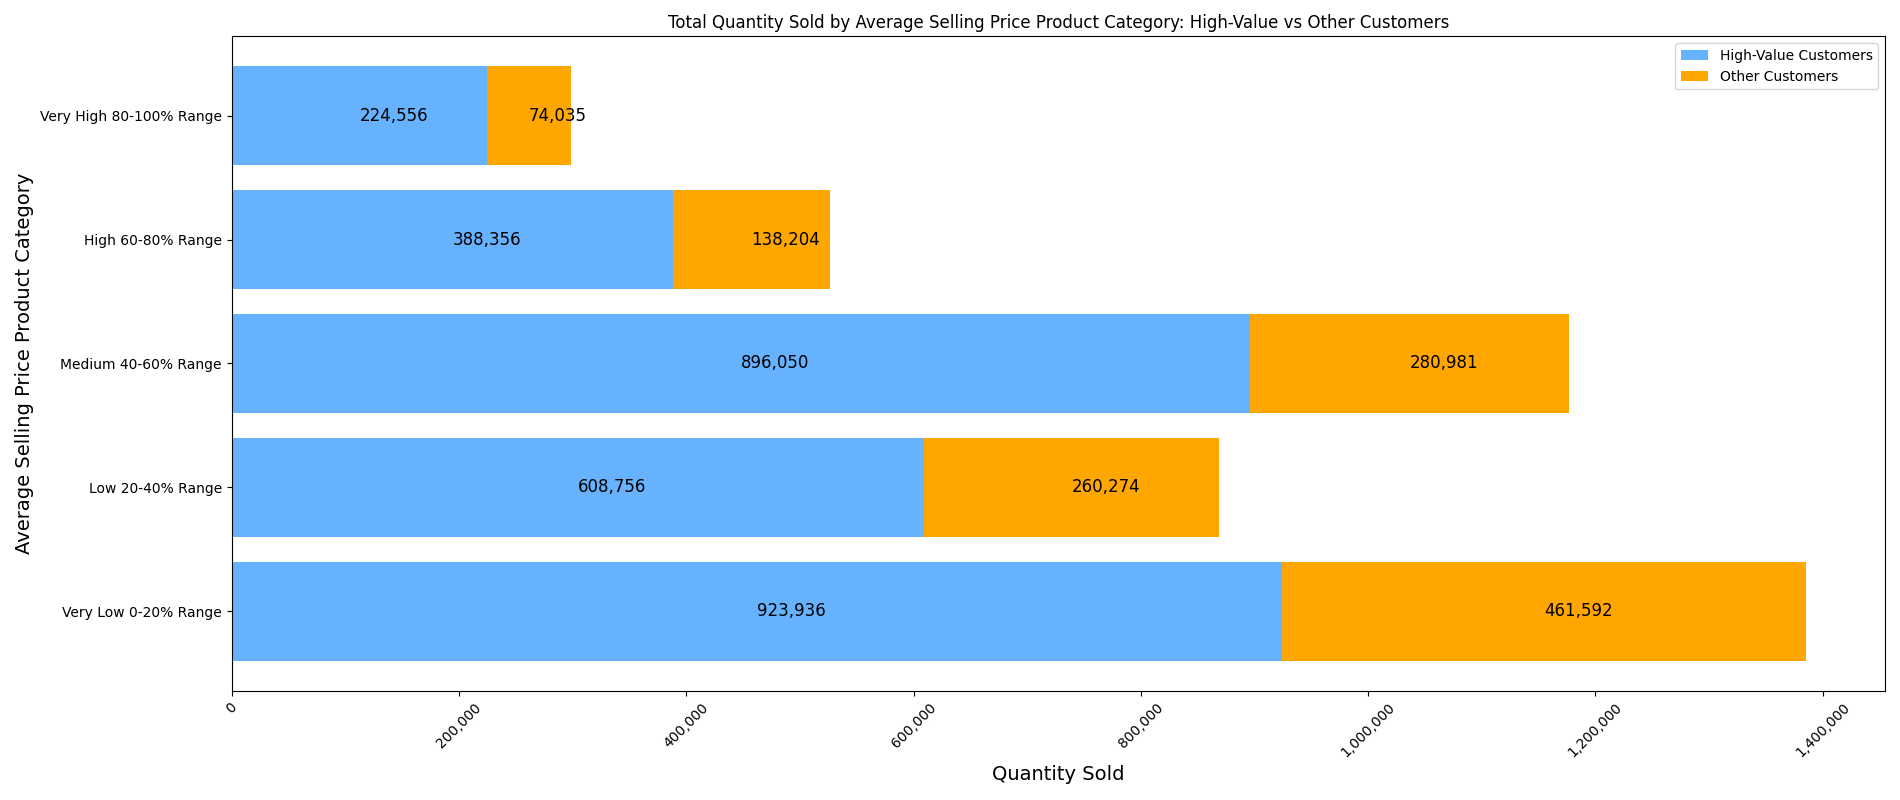 Total Quantity Sold by Average Selling Price Product Category: High-Value vs Other Customers
High-Value Customers
Other Customers
Average Selling Price Product Category
Very High 80-100% Range
224,556
74,035
High 60-80% Range
388,356
138,204
Medium 40-60% Range
896,050
280,981
Low 20-40% Range
608,756
260,274
Very Low 0-20% Range
923,936
461,592
0
200,000
400,000
600,000
800,000
1,000,000
1,200,000
1,400,000
Quantity Sold